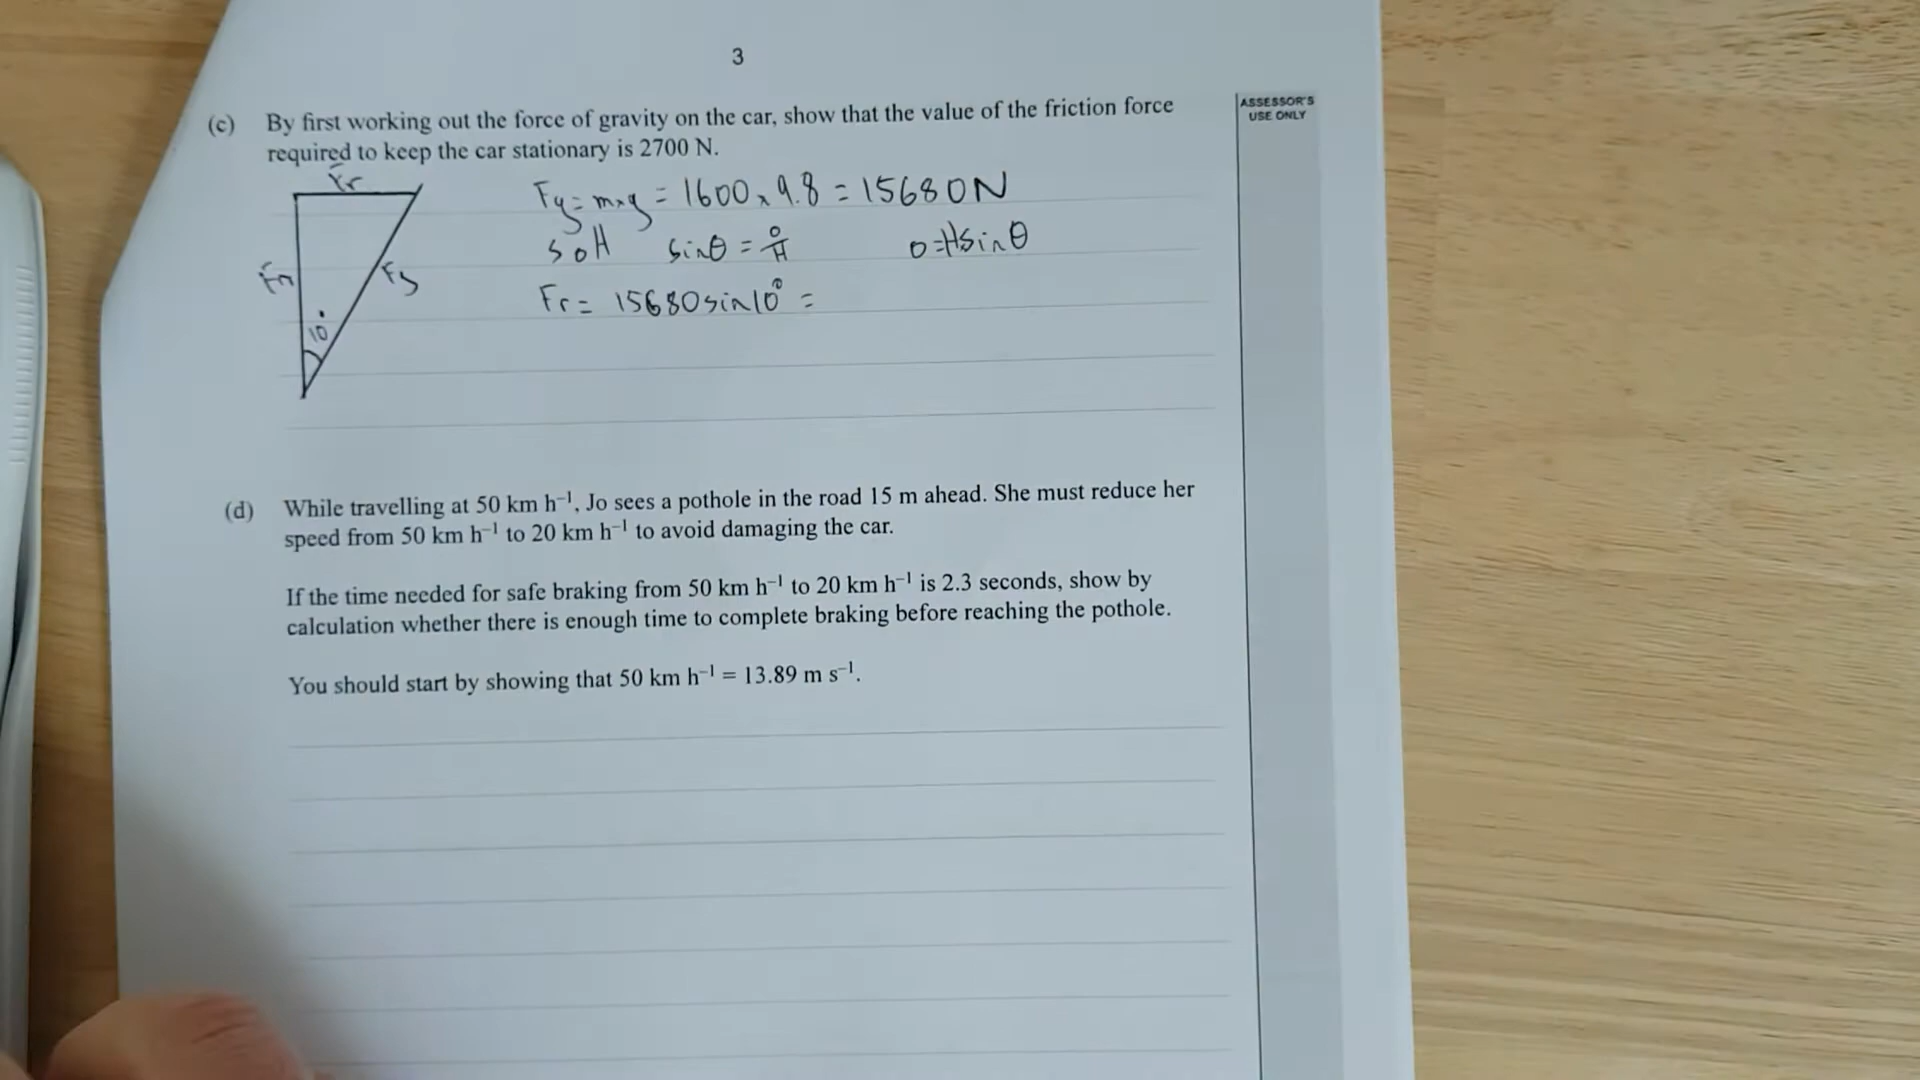 3
ASSESSOR'S
USE ONLY
(c) By first working out the force of gravity on the car, show that the value of the friction force
required to keep the car stationary is 2700 N.
Fr
Fg = m×g = 1600 × 9.8 = 15680N
SOH sinθ = O/H O=Hsinθ
Fn
Fg
Fr = 15680sin10° =
10°
(d) While travelling at 50 km h⁻¹, Jo sees a pothole in the road 15 m ahead. She must reduce her
speed from 50 km h⁻¹ to 20 km h⁻¹ to avoid damaging the car.
If the time needed for safe braking from 50 km h⁻¹ to 20 km h⁻¹ is 2.3 seconds, show by
calculation whether there is enough time to complete braking before reaching the pothole.
You should start by showing that 50 km h⁻¹ = 13.89 m s⁻¹.